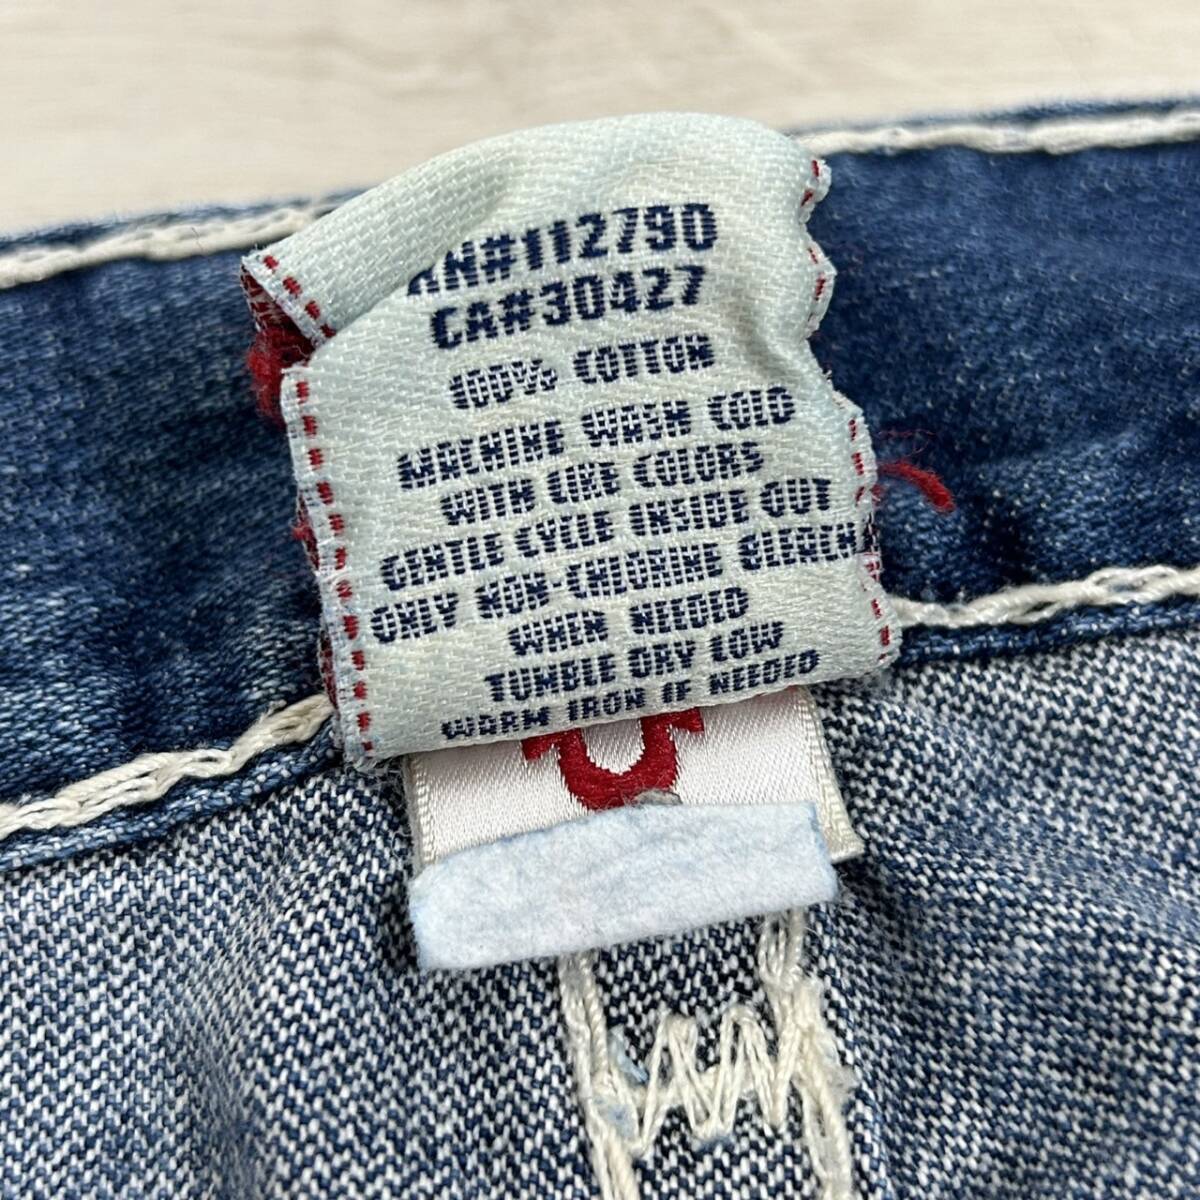 RN#112790
CA#30427
100% COTTON
MACHINE WASH COLD
WITH LIKE COLORS
GENTLE CYCLE INSIDE OUT
ONLY NON-CHLORINE BLEACH
WHEN NEEDED
TUMBLE DRY LOW
WARM IRON IF NEEDED